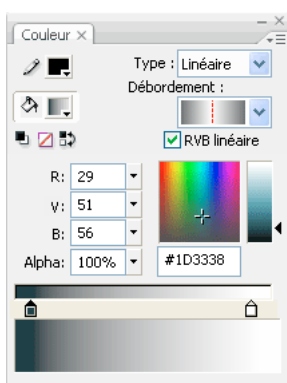 Couleur
Type : Linéaire
Débordement :
RVB linéaire
R: 29
V: 51
B: 56
Alpha: 100% #1D3338